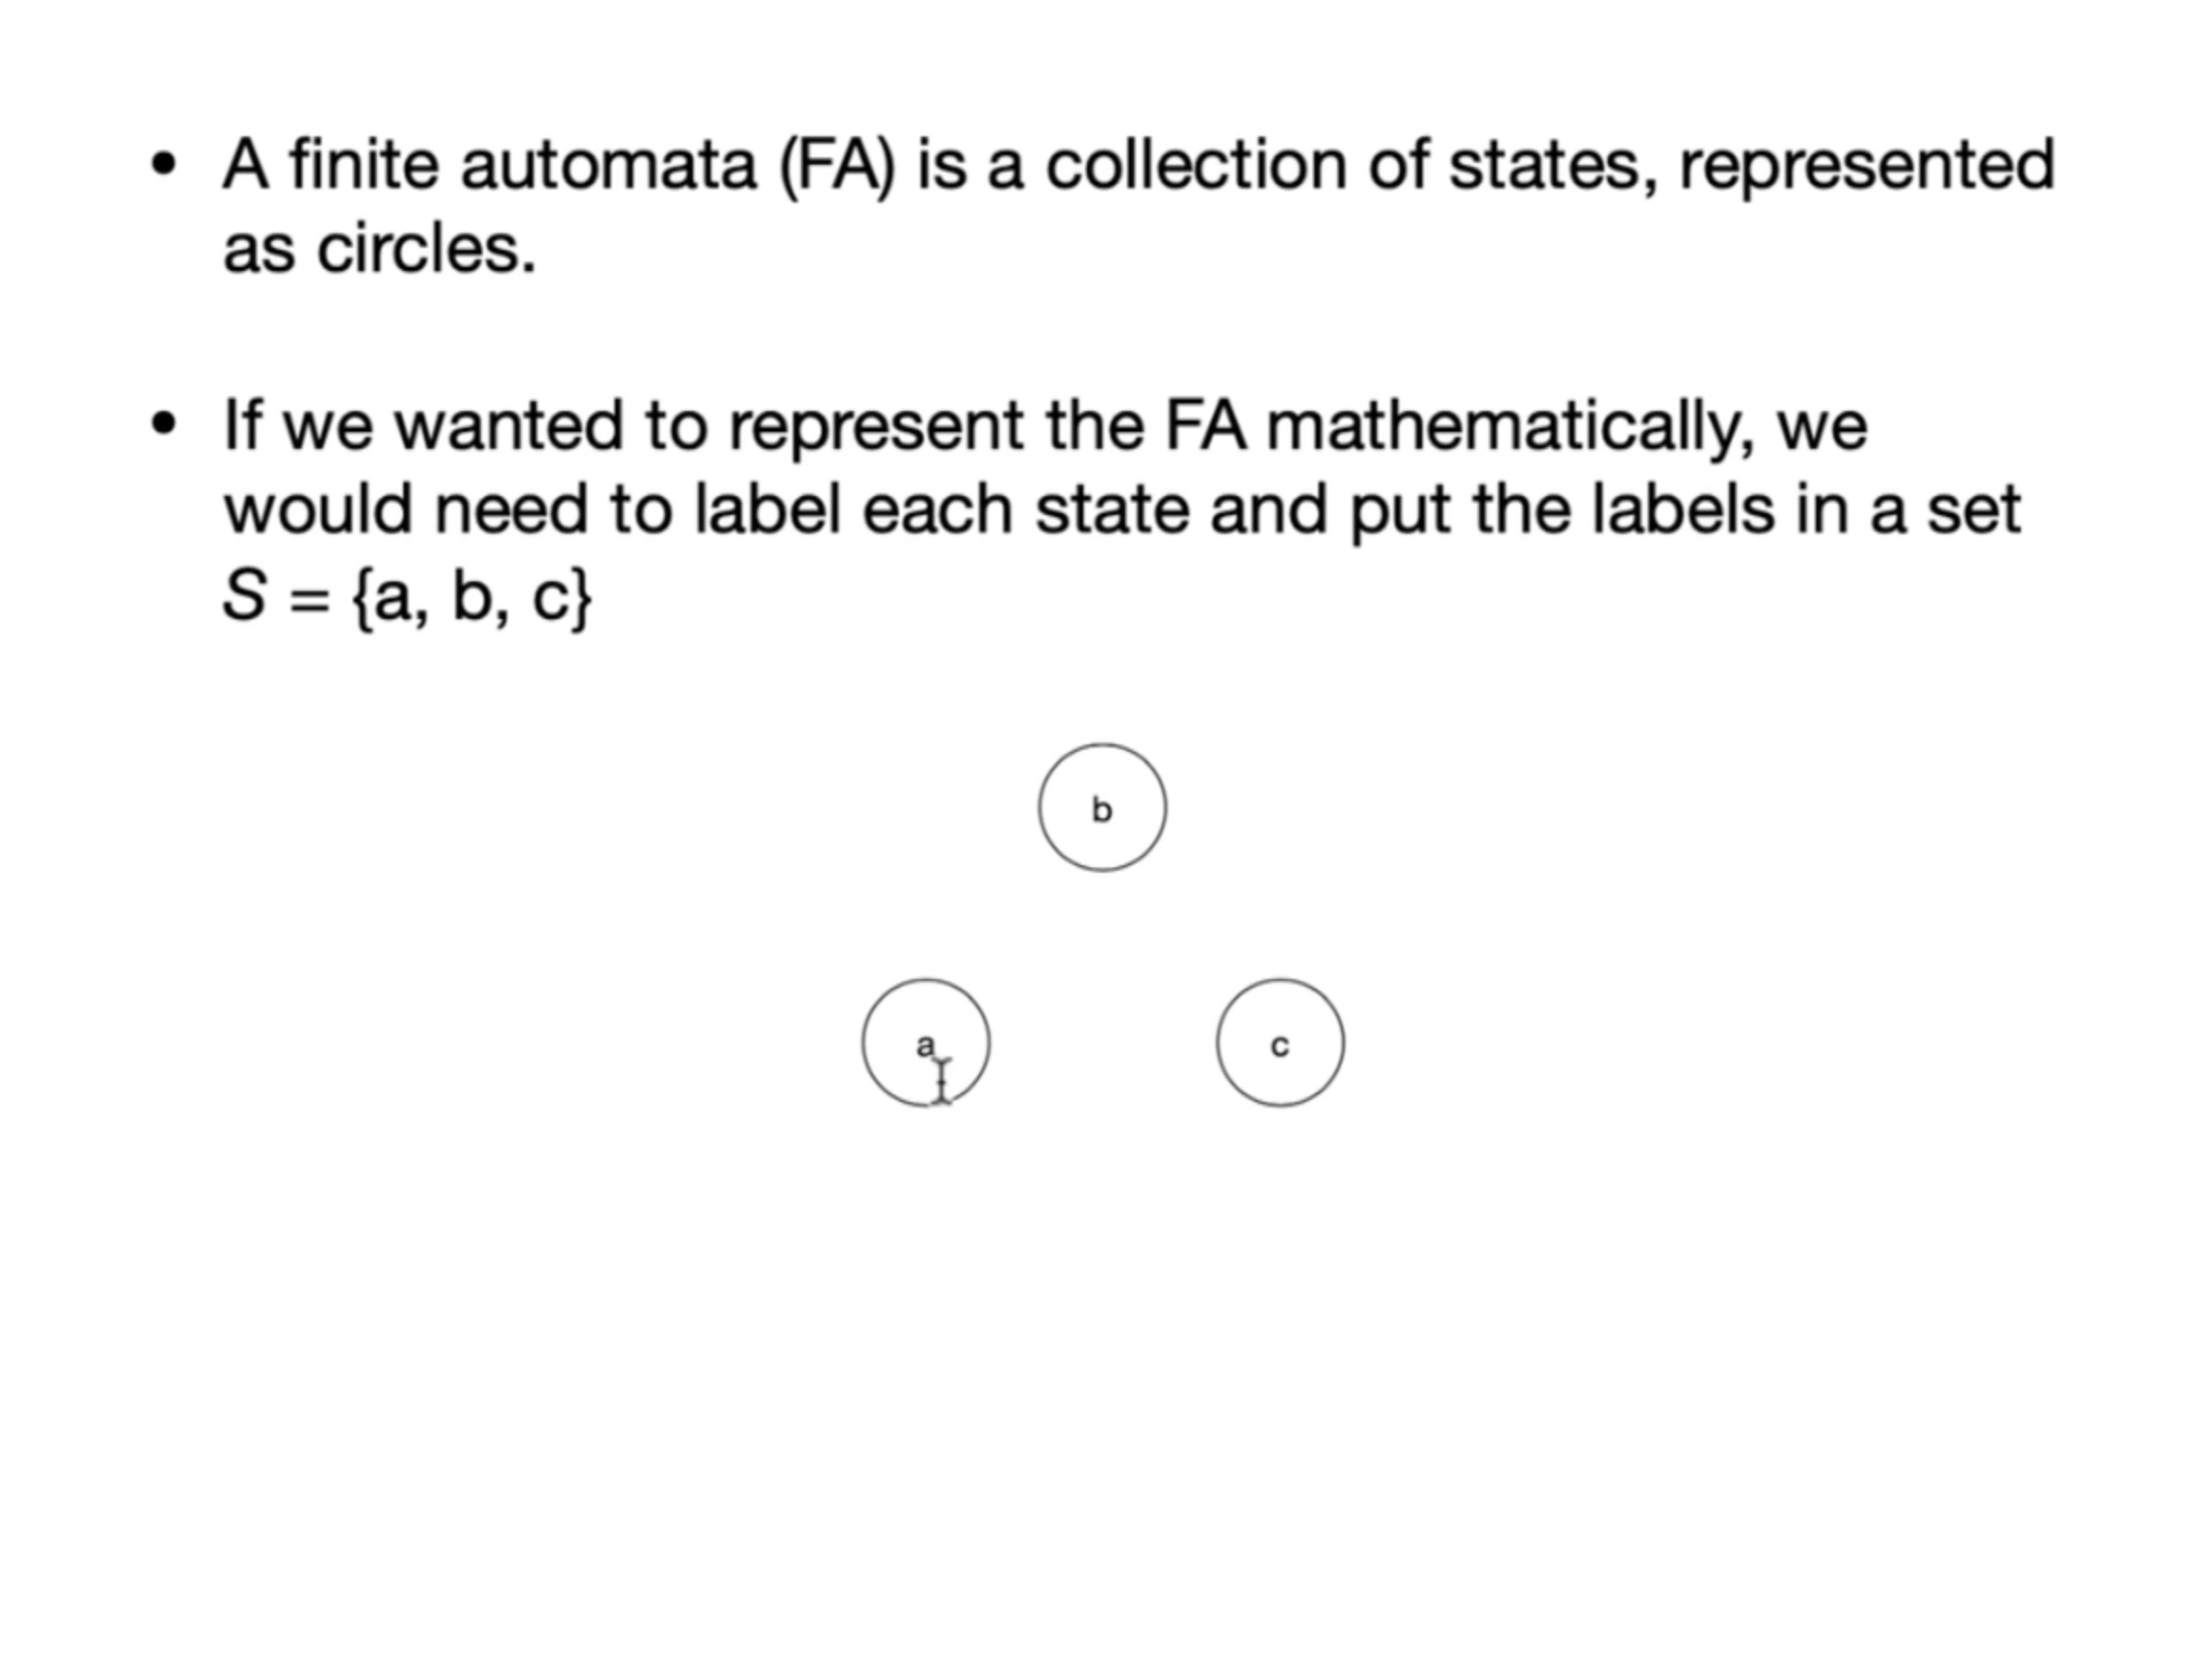 • A finite automata (FA) is a collection of states, represented
as circles.
• If we wanted to represent the FA mathematically, we
would need to label each state and put the labels in a set
S = {a, b, c}
b
a
c